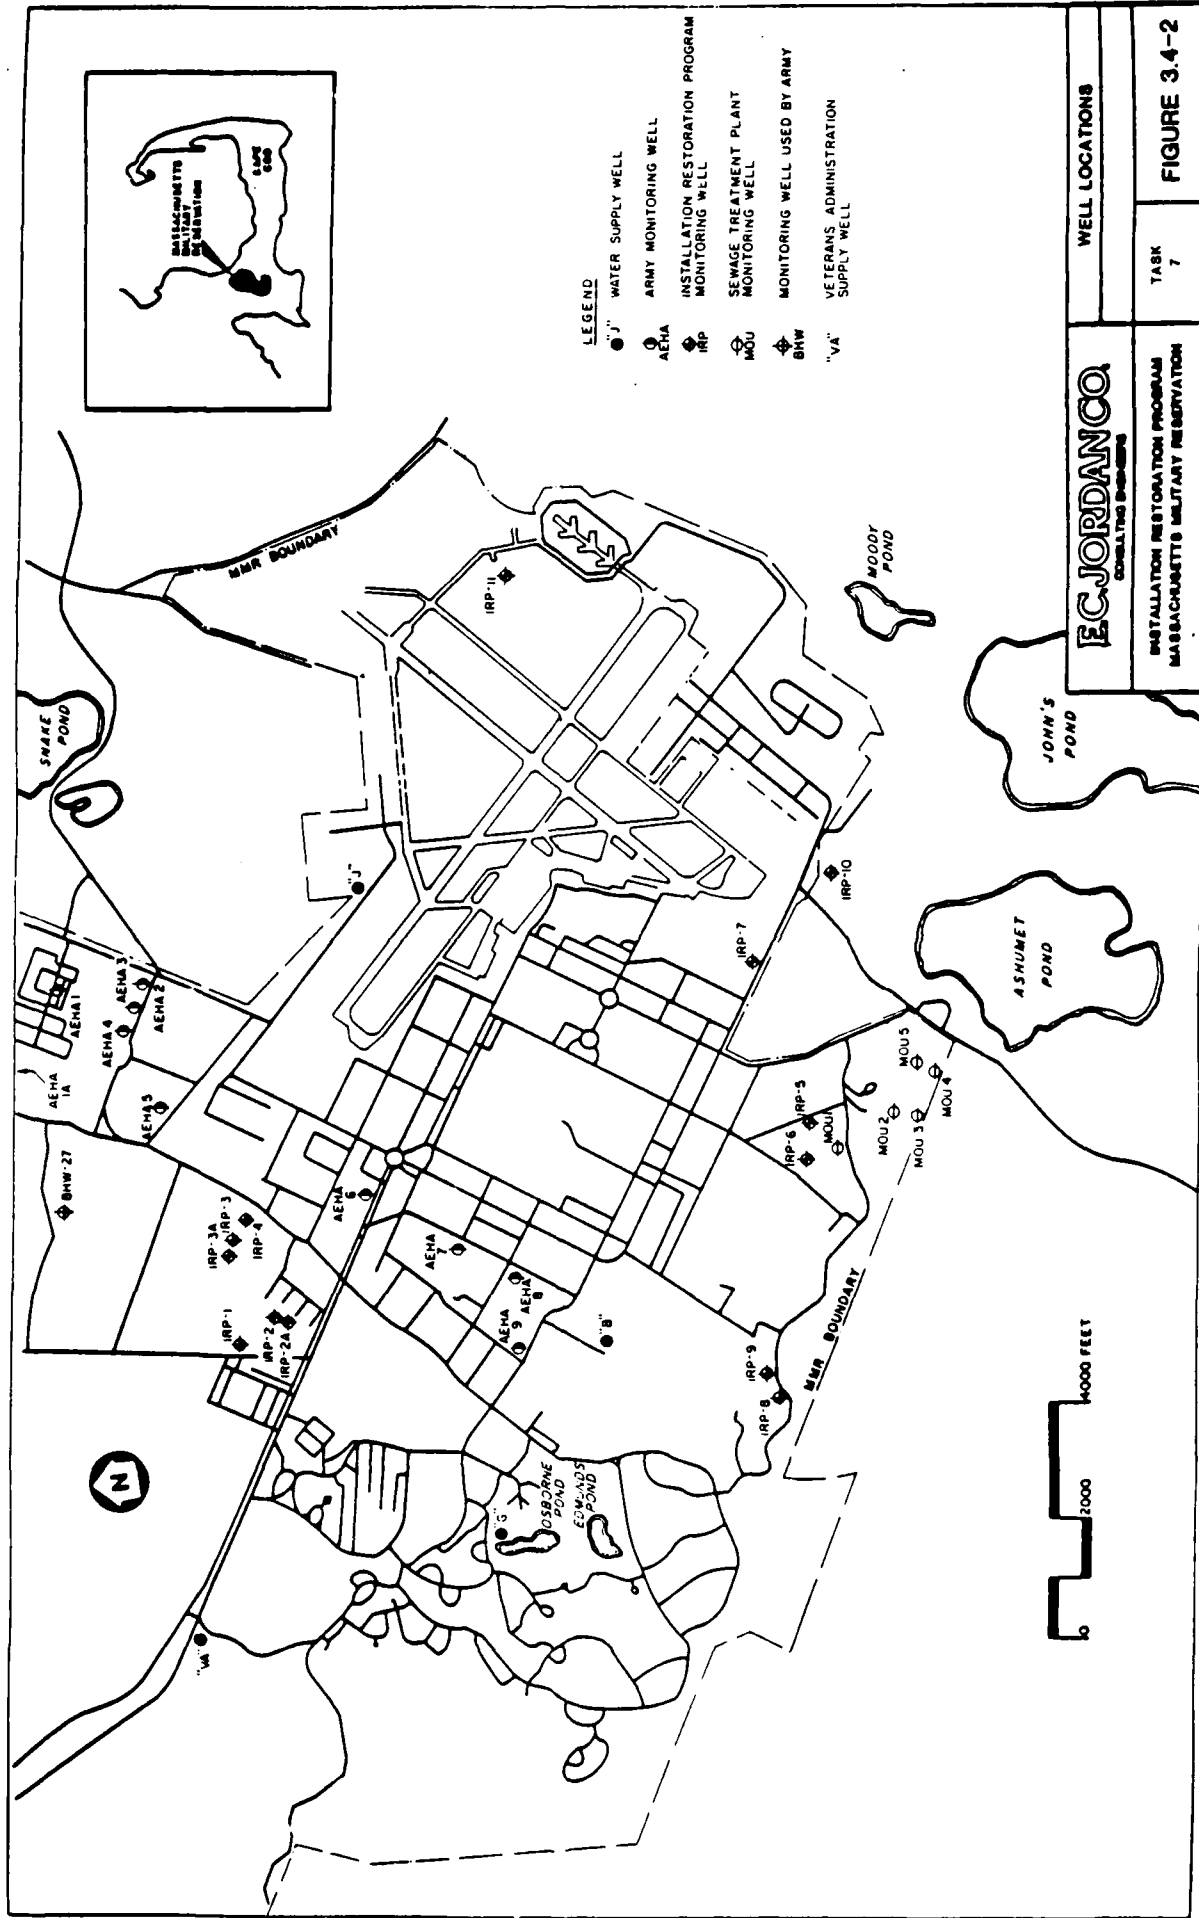 MASSACHUSETTS
MILITARY
RESERVATION
CAPE
COD
LEGEND
"J" WATER SUPPLY WELL
AEHA ARMY MONITORING WELL
IRP INSTALLATION RESTORATION PROGRAM
MONITORING WELL
MOU SEWAGE TREATMENT PLANT
MONITORING WELL
BHW MONITORING WELL USED BY ARMY
"VA" VETERANS ADMINISTRATION
SUPPLY WELL
N
"VA"
IRP-1
IRP-2
IRP-2A
IRP-3A
IRP-3
IRP-4
BHW-27
AEHA 5
AEHA
1A
AEHA 4
AEHA 1
AEHA 3
AEHA 2
SNAKE
POND
MMR BOUNDARY
"J"
AEHA
6
AEHA
7
AEHA
8
AEHA
9
"B"
"G"
OSBORNE
POND
EDMUNDS
POND
IRP-11
IRP-7
IRP-10
IRP-5
IRP-6
MOU1
MOU 2
MOU 3
MOU 4
MOU 5
IRP-9
IRP-8
MMR BOUNDARY
MOODY
POND
JOHN'S
POND
ASHUMET
POND
0 2000 4000 FEET
E.C. JORDAN CO.
CONSULTING ENGINEERS
INSTALLATION RESTORATION PROGRAM
MASSACHUSETTS MILITARY RESERVATION
WELL LOCATIONS
TASK
7
FIGURE 3.4-2